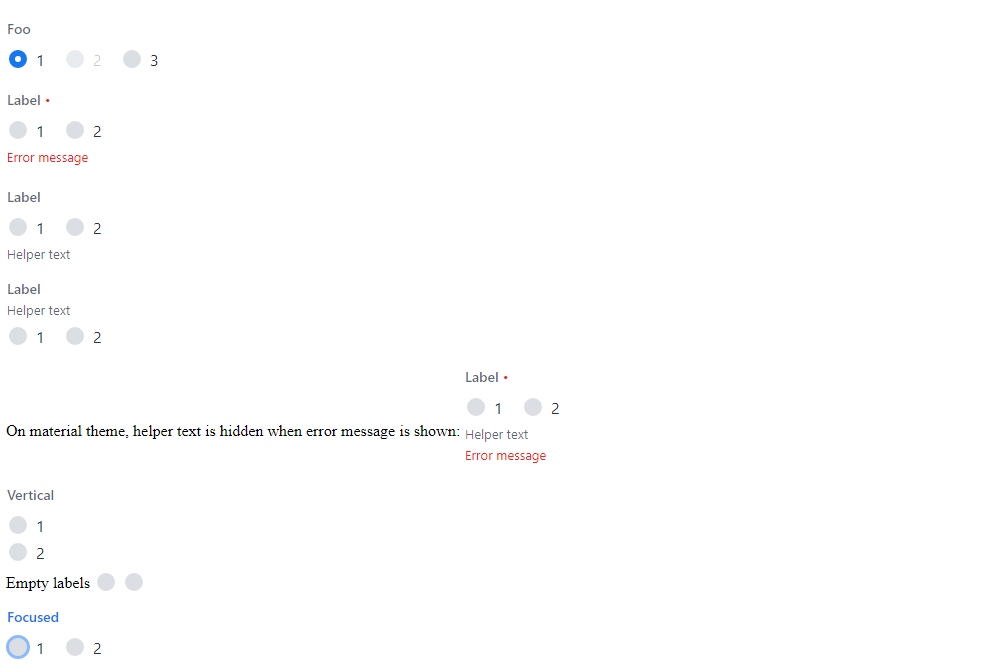 Foo
1 2 3
Label •
1 2
Error message
Label
1 2
Helper text
Label
Helper text
1 2
Label •
1 2
On material theme, helper text is hidden when error message is shown: Helper text
Error message
Vertical
1
2
Empty labels
Focused
1 2